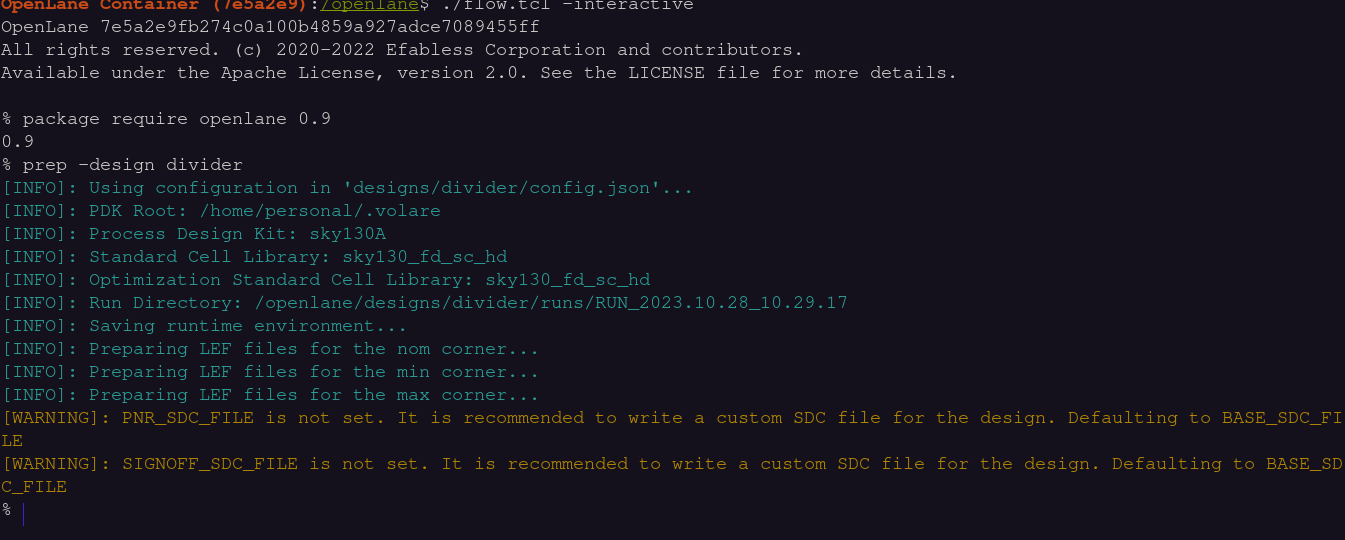 OpenLane Container (7e5a2e9):/openlane$ ./flow.tcl -interactive
OpenLane 7e5a2e9fb274c0a100b4859a927adce7089455ff
All rights reserved. (c) 2020-2022 Efabless Corporation and contributors.
Available under the Apache License, version 2.0. See the LICENSE file for more details.
% package require openlane 0.9
0.9
% prep -design divider
[INFO]: Using configuration in 'designs/divider/config.json'...
[INFO]: PDK Root: /home/personal/.volare
[INFO]: Process Design Kit: sky130A
[INFO]: Standard Cell Library: sky130_fd_sc_hd
[INFO]: Optimization Standard Cell Library: sky130_fd_sc_hd
[INFO]: Run Directory: /openlane/designs/divider/runs/RUN_2023.10.28_10.29.17
[INFO]: Saving runtime environment...
[INFO]: Preparing LEF files for the nom corner...
[INFO]: Preparing LEF files for the min corner...
[INFO]: Preparing LEF files for the max corner...
[WARNING]: PNR_SDC_FILE is not set. It is recommended to write a custom SDC file for the design. Defaulting to BASE_SDC_FI
LE
[WARNING]: SIGNOFF_SDC_FILE is not set. It is recommended to write a custom SDC file for the design. Defaulting to BASE_SD
C_FILE
%